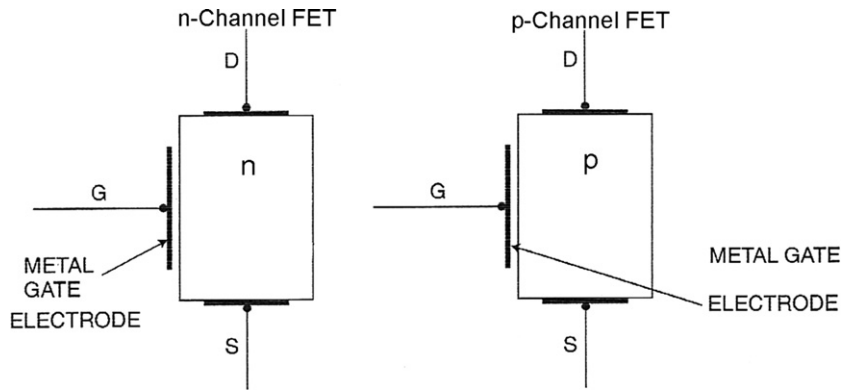 n-Channel FET
D
n
G
METAL
GATE
ELECTRODE
S
p-Channel FET
D
p
G
METAL GATE
ELECTRODE
S